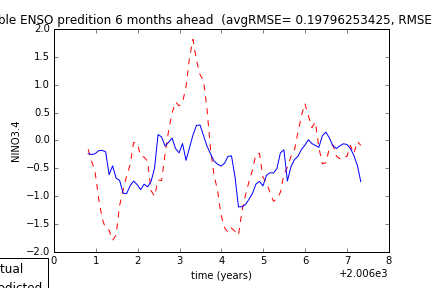 ble ENSO predition 6 months ahead (avgRMSE= 0.19796253425, RMSE
2.0
1.5
1.0
0.5
0.0
−0.5
−1.0
−1.5
−2.0
NINO3.4
0 1 2 3 4 5 6 7 8
time (years)
+2.006e3
tual
edicted